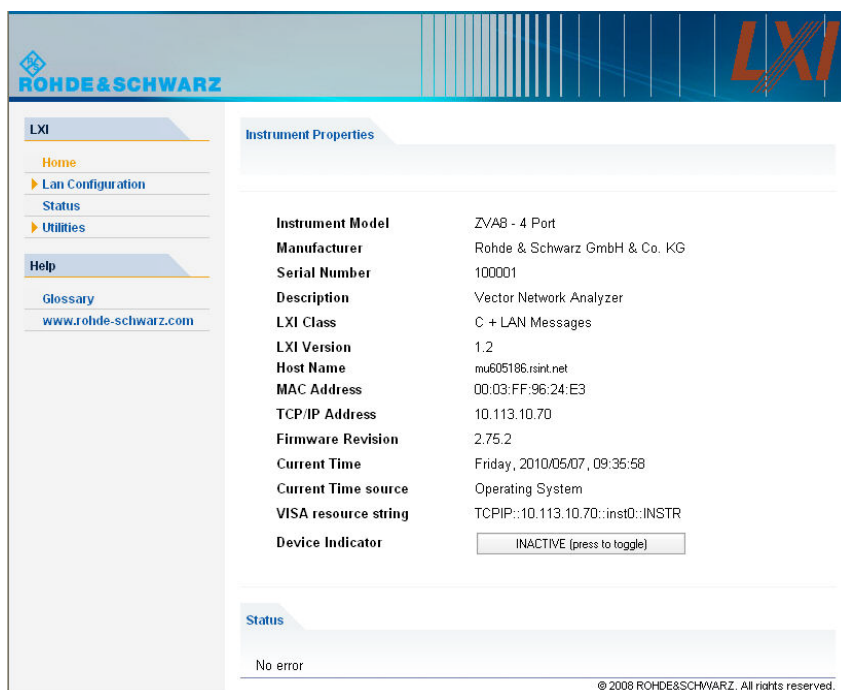 ROHDE&SCHWARZ
LXI
LXI
Home
Lan Configuration
Status
Utilities
Help
Glossary
www.rohde-schwarz.com
Instrument Properties
Instrument Model ZVA8 - 4 Port
Manufacturer Rohde & Schwarz GmbH & Co. KG
Serial Number 100001
Description Vector Network Analyzer
LXI Class C + LAN Messages
LXI Version 1.2
Host Name mu605186.rsint.net
MAC Address 00:03:FF:96:24:E3
TCP/IP Address 10.113.10.70
Firmware Revision 2.75.2
Current Time Friday, 2010/05/07, 09:35:58
Current Time source Operating System
VISA resource string TCPIP::10.113.10.70::inst0::INSTR
Device Indicator INACTIVE (press to toggle)
Status
No error
© 2008 ROHDE&SCHWARZ. All rights reserved.